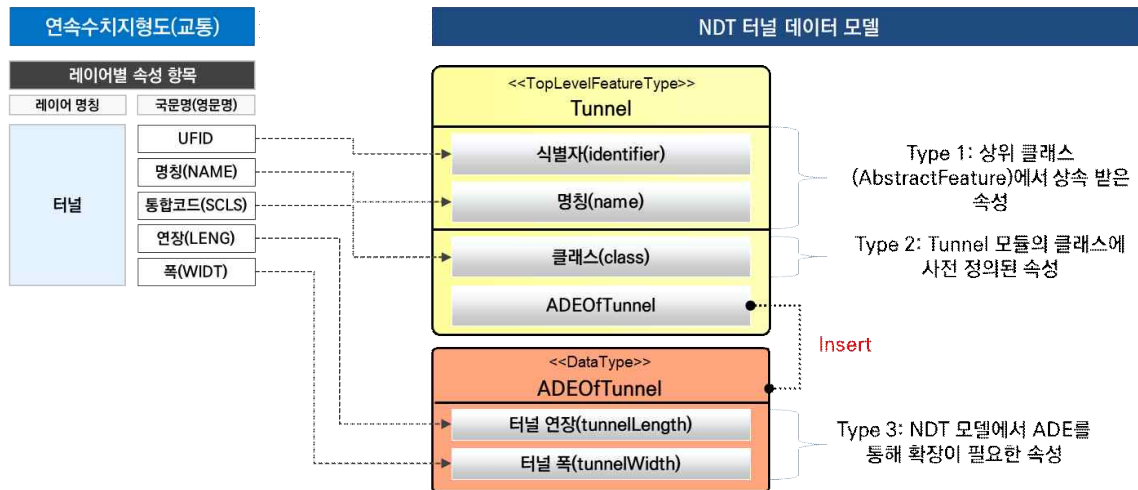 연속수치지형도(교통)
레이어별 속성 항목
레이어 명칭
국문명(영문명)
터널
UFID
명칭(NAME)
통합코드(SCLS)
연장(LENG)
폭(WIDT)
NDT 터널 데이터 모델
<<TopLevelFeatureType>>
Tunnel
식별자(identifier)
명칭(name)
클래스(class)
ADEOfTunnel
<<DataType>>
ADEOfTunnel
터널 연장(tunnelLength)
터널 폭(tunnelWidth)
Type 1: 상위 클래스
(AbstractFeature)에서 상속 받은
속성
Type 2: Tunnel 모듈의 클래스에
사전 정의된 속성
Insert
Type 3: NDT 모델에서 ADE를
통해 확장이 필요한 속성